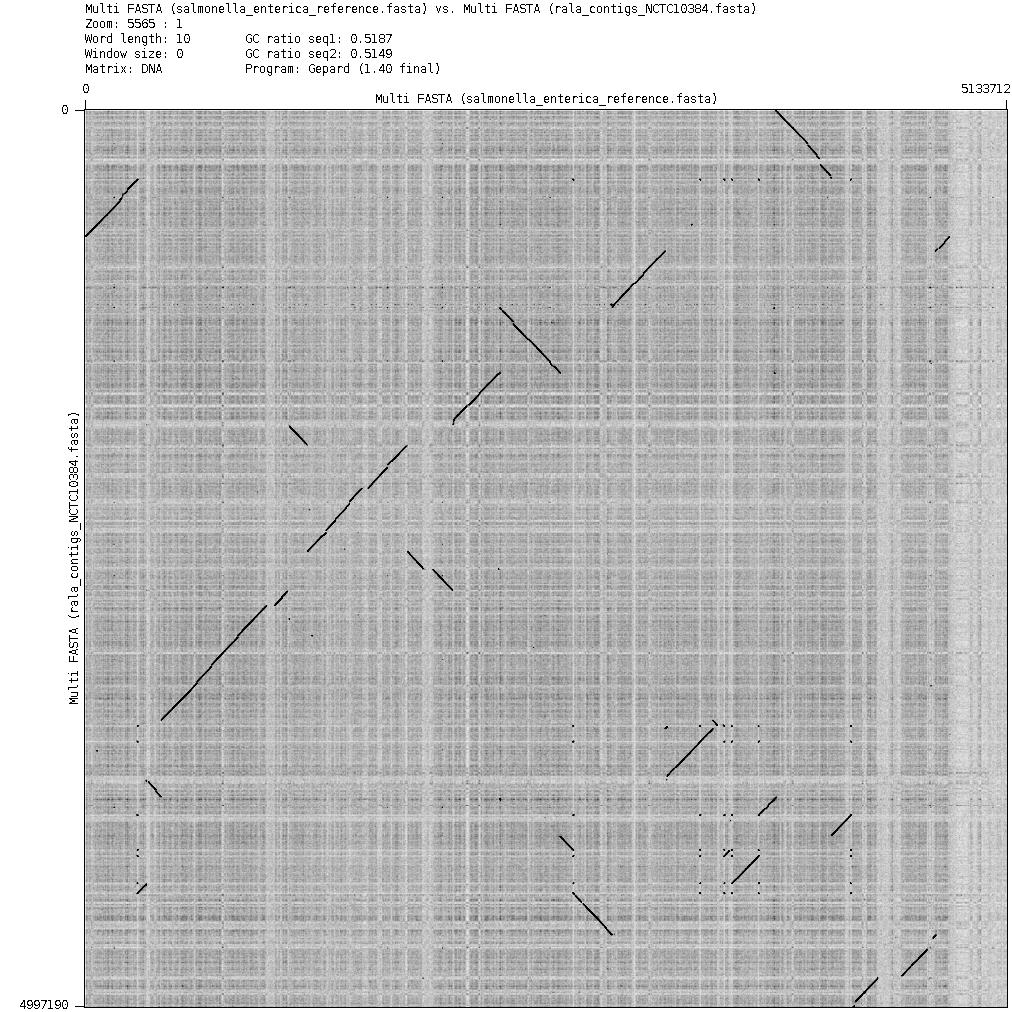 Multi FASTA (salmonella_enterica_reference.fasta) vs. Multi FASTA (rala_contigs_NCTC10384.fasta)
Zoom: 5565 : 1
Word length: 10 GC ratio seq1: 0.5187
Window size: 0 GC ratio seq2: 0.5149
Matrix: DNA Program: Gepard (1.40 final)
0 5133712
Multi FASTA (salmonella_enterica_reference.fasta)
0
Multi FASTA (rala_contigs_NCTC10384.fasta)
4997190